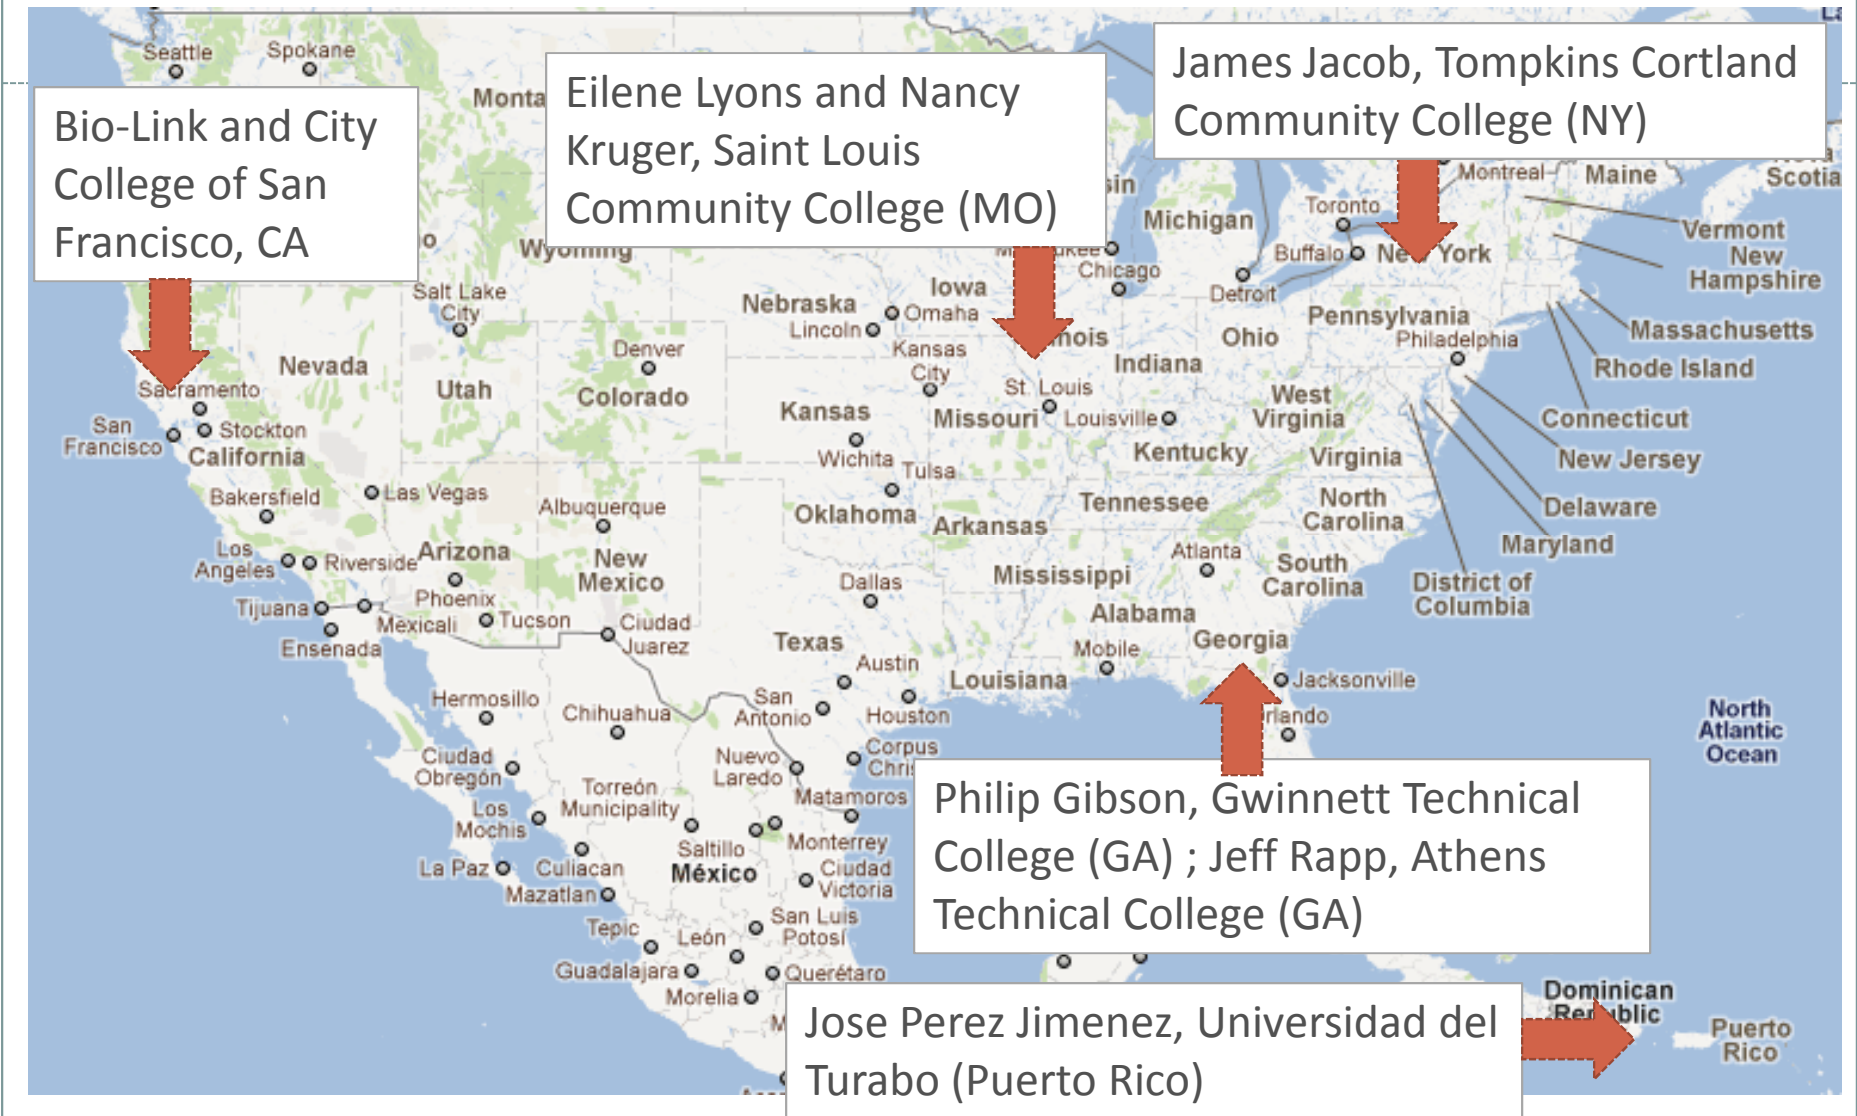 Bio-Link and City
College of San
Francisco, CA
Eilene Lyons and Nancy
Kruger, Saint Louis
Community College (MO)
James Jacob, Tompkins Cortland
Community College (NY)
Philip Gibson, Gwinnett Technical
College (GA) ; Jeff Rapp, Athens
Technical College (GA)
Jose Perez Jimenez, Universidad del
Turabo (Puerto Rico)
Seattle
Spokane
Wyoming
Salt Lake
City
Nevada
Utah
Denver
Colorado
Nebraska
Lincoln
Omaha
Iowa
Kansas
City
Kansas
Wichita
Tulsa
Missouri
St. Louis
Chicago
Michigan
Detroit
Indiana
Ohio
Louisville
Kentucky
West
Virginia
Virginia
Toronto
Buffalo
New York
Montreal
Maine
Nova
Scotia
Vermont
New
Hampshire
Massachusetts
Rhode Island
Connecticut
New Jersey
Delaware
Maryland
District of
Columbia
Pennsylvania
Philadelphia
Sacramento
San
Francisco
Stockton
California
Bakersfield
Las Vegas
Los
Angeles
Riverside
Arizona
Phoenix
Tucson
Albuquerque
New
Mexico
Tijuana
Mexicali
Ensenada
Ciudad
Juarez
Oklahoma
Arkansas
Tennessee
North
Carolina
South
Carolina
Atlanta
Mississippi
Alabama
Georgia
Dallas
Texas
Austin
San
Antonio
Houston
Louisiana
Mobile
Jacksonville
North
Atlantic
Ocean
Hermosillo
Chihuahua
Ciudad
Obregón
Nuevo
Laredo
Corpus
Torreón
Municipality
Matamoros
Los
Mochis
Monterrey
Saltillo
México
La Paz
Culiacan
Mazatlan
Ciudad
Victoria
San Luis
Potosí
Tepic
León
Guadalajara
Querétaro
Morelia
Dominican
Republic
Puerto
Rico